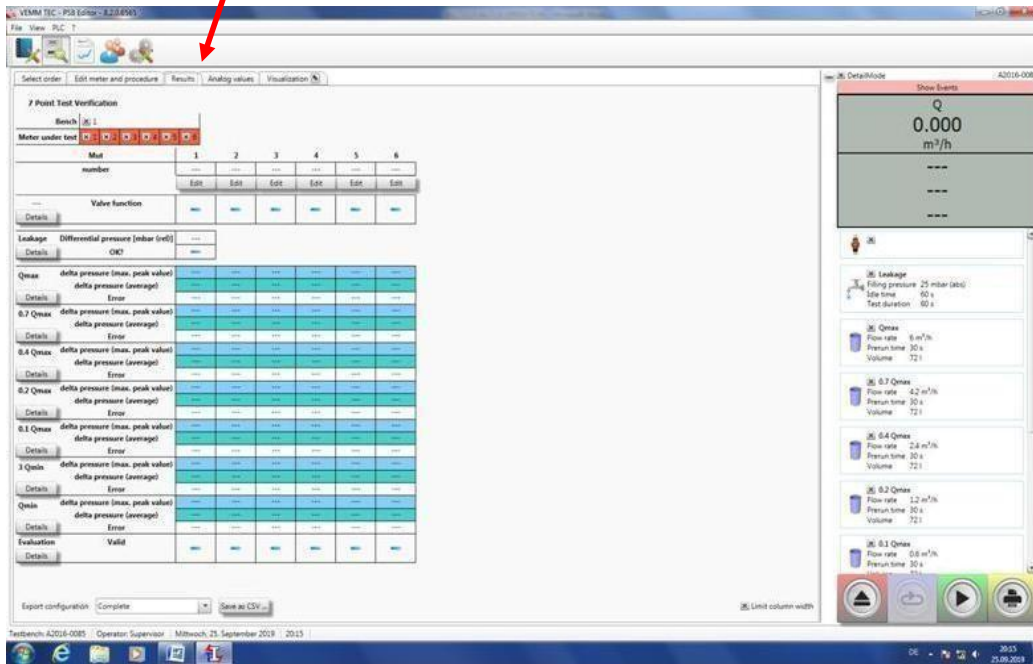 VEMM TEC - PSB Editor - 8.2.0.6565
File View PLC ?
Select order Edit meter and procedure Results Analog values Visualization
7 Point Test Verification
Bench 1
Meter under test 1 2 3 4 5 6
Mut 1 2 3 4 5 6
number --- --- --- --- --- ---
Edit Edit Edit Edit Edit Edit
--- Valve function
Details
Leakage Differential pressure [mbar (rel)] ---
Details OK?
Qmax delta pressure (max. peak value) --- --- --- --- --- ---
delta pressure (average) --- --- --- --- --- ---
Details Error --- --- --- --- --- ---
0.7 Qmax delta pressure (max. peak value) --- --- --- --- --- ---
delta pressure (average) --- --- --- --- --- ---
Details Error --- --- --- --- --- ---
0.4 Qmax delta pressure (max. peak value) --- --- --- --- --- ---
delta pressure (average) --- --- --- --- --- ---
Details Error --- --- --- --- --- ---
0.2 Qmax delta pressure (max. peak value) --- --- --- --- --- ---
delta pressure (average) --- --- --- --- --- ---
Details Error --- --- --- --- --- ---
0.1 Qmax delta pressure (max. peak value) --- --- --- --- --- ---
delta pressure (average) --- --- --- --- --- ---
Details Error --- --- --- --- --- ---
3 Qmin delta pressure (max. peak value) --- --- --- --- --- ---
delta pressure (average) --- --- --- --- --- ---
Details Error --- --- --- --- --- ---
Qmin delta pressure (max. peak value) --- --- --- --- --- ---
delta pressure (average) --- --- --- --- --- ---
Details Error --- --- --- --- --- ---
Evaluation Valid
Details
Export configuration Complete Save as CSV ... Limit column width
DetailMode A2016-008
Show Events
Q
0.000
m³/h
---
---
---
Leakage
Filling pressure 25 mbar (abs)
Idle time 60 s
Test duration 60 s
Qmax
Flow rate 6 m³/h
Prerun time 30 s
Volume 72 l
0.7 Qmax
Flow rate 4.2 m³/h
Prerun time 30 s
Volume 72 l
0.4 Qmax
Flow rate 2.4 m³/h
Prerun time 30 s
Volume 72 l
0.2 Qmax
Flow rate 1.2 m³/h
Prerun time 30 s
Volume 72 l
0.1 Qmax
Flow rate 0.6 m³/h
Prerun time 30 s
Testbench: A2016-0085 Operator: Supervisor Mittwoch, 25. September 2019 20:15
DE 20:15
25.09.2019